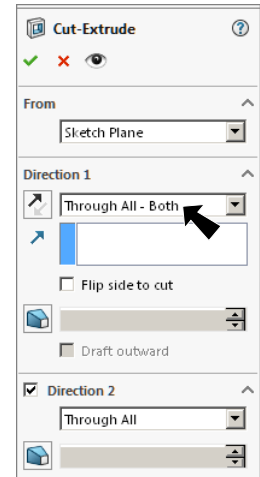 Cut-Extrude
From
Sketch Plane
Direction 1
Through All - Both
Flip side to cut
Draft outward
Direction 2
Through All